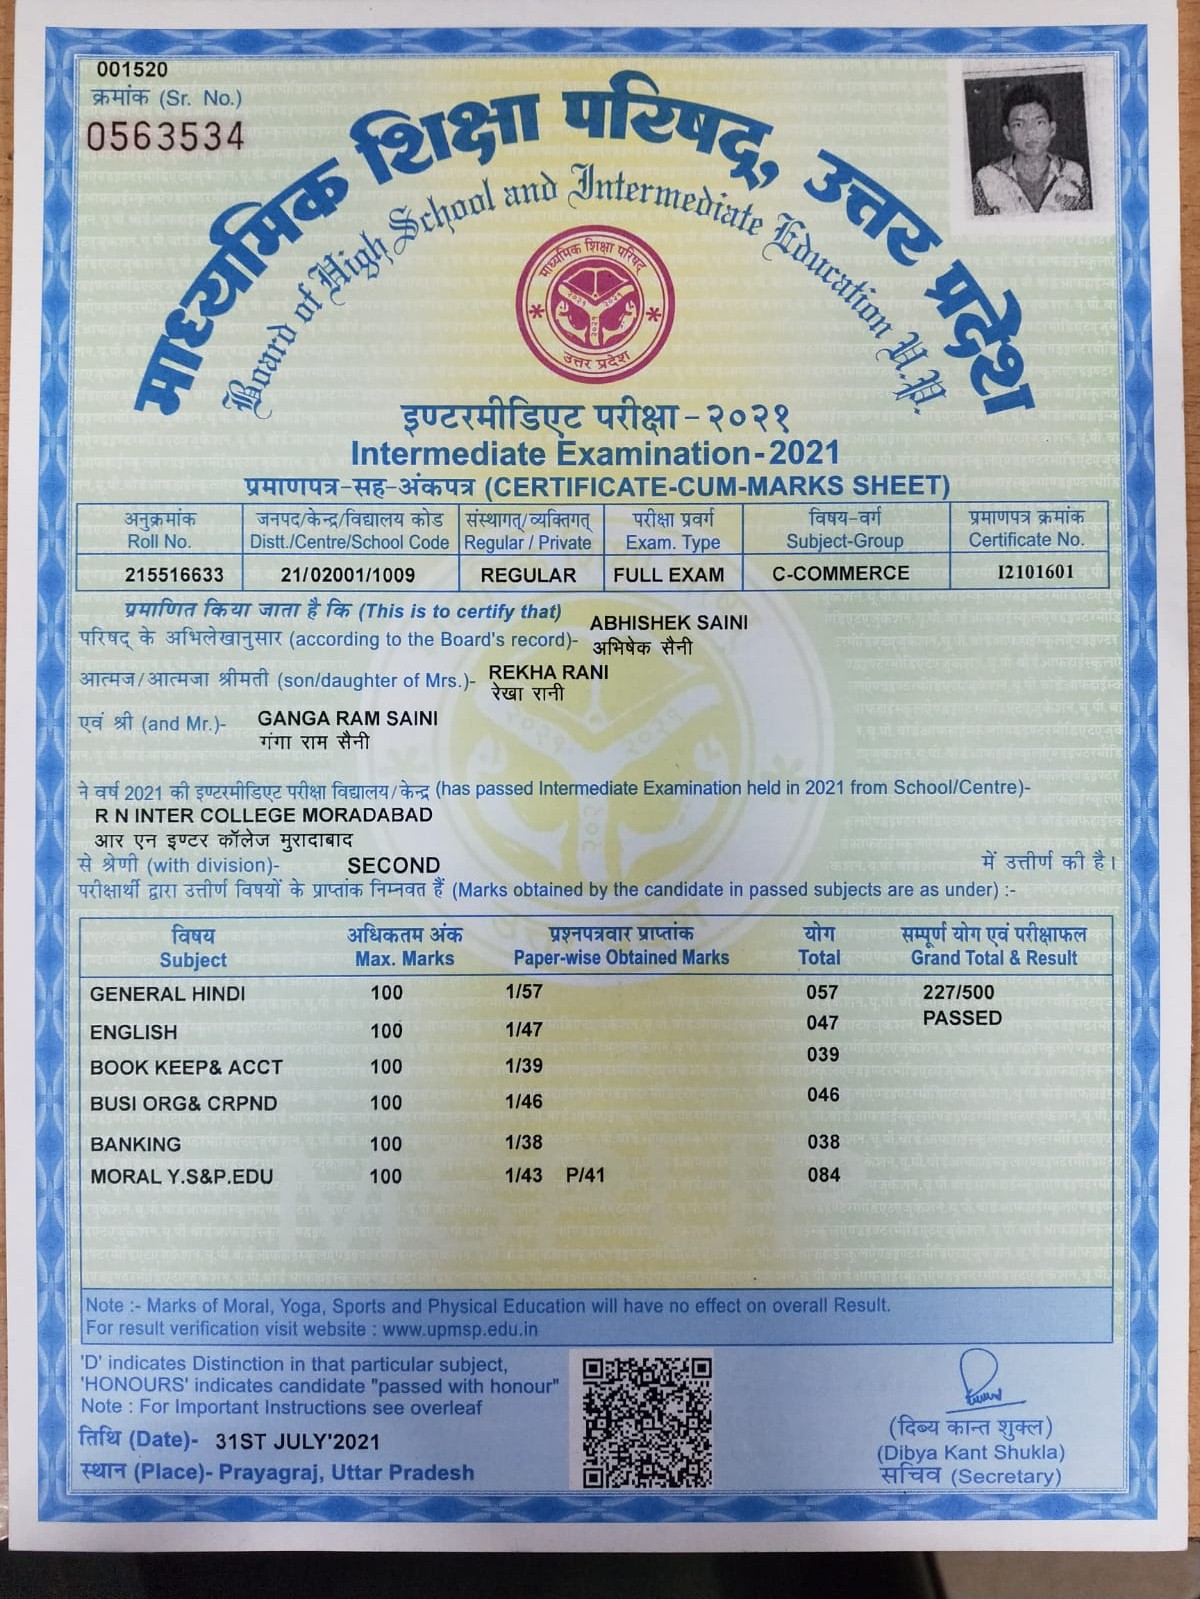 001520
क्रमांक (Sr. No.)
0563534
माध्यमिक शिक्षा परिषद्, उत्तर प्रदेश
Board of High School and Intermediate Education U.P.
माध्यमिक शिक्षा परिषद्
२०२१ २०२१
२०२१
उत्तर प्रदेश
इण्टरमीडिएट परीक्षा-२०२१
Intermediate Examination-2021
प्रमाणपत्र-सह-अंकपत्र (CERTIFICATE-CUM-MARKS SHEET)
अनुक्रमांक जनपद/केन्द्र/विद्यालय कोड संस्थागत्/व्यक्तिगत् परीक्षा प्रवर्ग विषय-वर्ग प्रमाणपत्र क्रमांक
Roll No. Distt./Centre/School Code Regular / Private Exam. Type Subject-Group Certificate No.
215516633 21/02001/1009 REGULAR FULL EXAM C-COMMERCE I2101601
प्रमाणित किया जाता है कि (This is to certify that) ABHISHEK SAINI
परिषद् के अभिलेखानुसार (according to the Board's record)- अभिषेक सैनी
आत्मज/आत्मजा श्रीमती (son/daughter of Mrs.)- REKHA RANI
रेखा रानी
एवं श्री (and Mr.)- GANGA RAM SAINI
गंगा राम सैनी
ने वर्ष 2021 की इण्टरमीडिएट परीक्षा विद्यालय/केन्द्र (has passed Intermediate Examination held in 2021 from School/Centre)-
R N INTER COLLEGE MORADABAD
आर एन इण्टर कॉलेज मुरादाबाद
से श्रेणी (with division)- SECOND में उत्तीर्ण की है।
परीक्षार्थी द्वारा उत्तीर्ण विषयों के प्राप्तांक निम्नवत हैं (Marks obtained by the candidate in passed subjects are as under) :-
विषय अधिकतम अंक प्रश्नपत्रवार प्राप्तांक योग सम्पूर्ण योग एवं परीक्षाफल
Subject Max. Marks Paper-wise Obtained Marks Total Grand Total & Result
GENERAL HINDI 100 1/57 057 227/500
PASSED
ENGLISH 100 1/47 047
BOOK KEEP& ACCT 100 1/39 039
BUSI ORG& CRPND 100 1/46 046
BANKING 100 1/38 038
MORAL Y.S&P.EDU 100 1/43 P/41 084
Note :- Marks of Moral, Yoga, Sports and Physical Education will have no effect on overall Result.
For result verification visit website : www.upmsp.edu.in
'D' indicates Distinction in that particular subject,
'HONOURS' indicates candidate "passed with honour"
Note : For Important Instructions see overleaf
तिथि (Date)- 31ST JULY'2021
स्थान (Place)- Prayagraj, Uttar Pradesh
(दिब्य कान्त शुक्ल)
(Dibya Kant Shukla)
सचिव (Secretary)